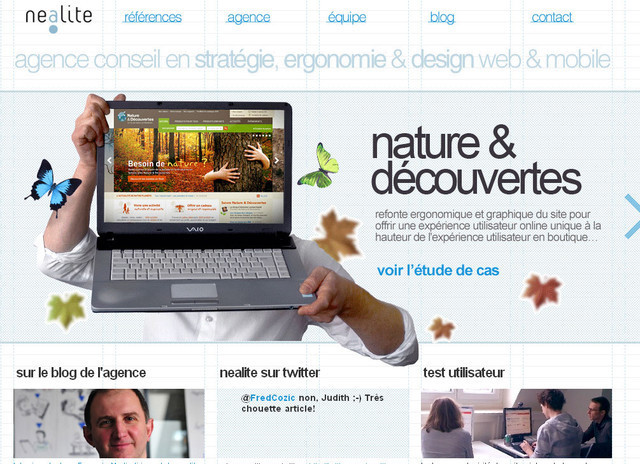 nealite
références
agence
équipe
blog
contact
agence conseil en stratégie, ergonomie & design web & mobile
Nature
& Découvertes
Besoin de nature ?
VAIO
nature &
découvertes
refonte ergonomique et graphique du site pour
offrir une expérience utilisateur online unique à la
hauteur de l'expérience utilisateur en boutique...
voir l'étude de cas
sur le blog de l'agence
nealite sur twitter
test utilisateur
@FredCozic non, Judith ;-) Très
chouette article!